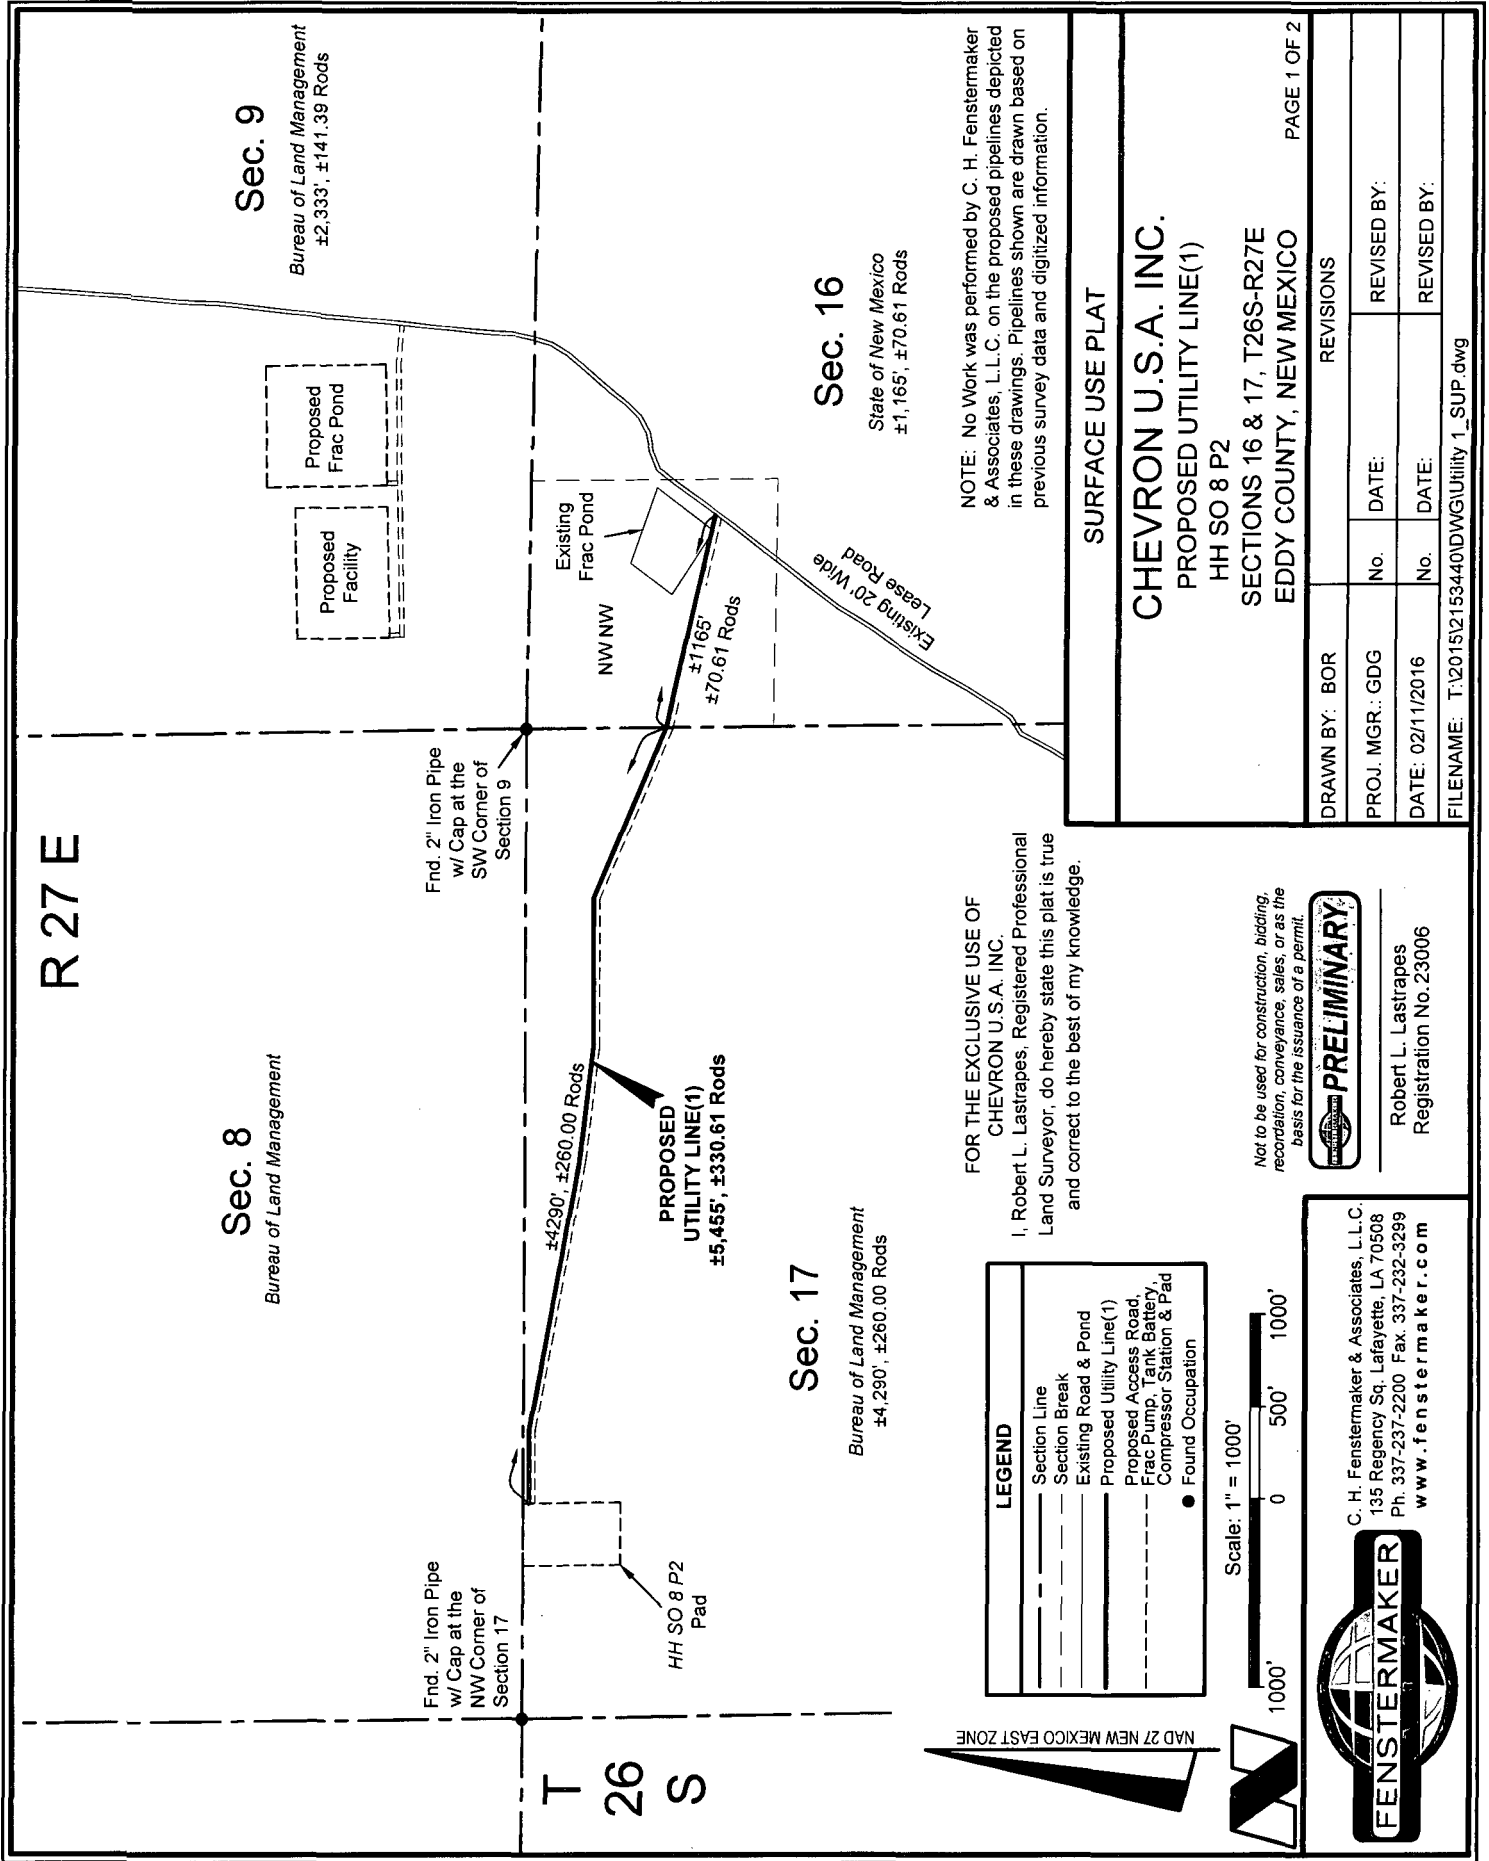 R 27 E
Sec. 8
Bureau of Land Management
Sec. 9
Bureau of Land Management
±2,333', ±141.39 Rods
Proposed
Facility
Proposed
Frac Pond
Fnd. 2" Iron Pipe
w/ Cap at the
NW Corner of
Section 17
Fnd. 2" Iron Pipe
w/ Cap at the
SW Corner of
Section 9
T
26
S
HH SO 8 P2
Pad
±4290', ±260.00 Rods
PROPOSED
UTILITY LINE(1)
±5,455', ±330.61 Rods
NW NW
Existing
Frac Pond
±1165'
±70.61 Rods
Existing 20' Wide
Lease Road
Sec. 17
Bureau of Land Management
±4,290', ±260.00 Rods
Sec. 16
State of New Mexico
±1,165', ±70.61 Rods
NOTE: No Work was performed by C. H. Fenstermaker
& Associates, L.L.C. on the proposed pipelines depicted
in these drawings. Pipelines shown are drawn based on
previous survey data and digitized information.
NAD 27 NEW MEXICO EAST ZONE
LEGEND
Section Line
Section Break
Existing Road & Pond
Proposed Utility Line(1)
Proposed Access Road,
Frac Pump, Tank Battery,
Compressor Station & Pad
Found Occupation
Scale: 1" = 1000'
1000' 0 500' 1000'
FOR THE EXCLUSIVE USE OF
CHEVRON U.S.A. INC.
I, Robert L. Lastrapes, Registered Professional
Land Surveyor, do hereby state this plat is true
and correct to the best of my knowledge.
Not to be used for construction, bidding,
recordation, conveyance, sales, or as the
basis for the issuance of a permit.
FENSTERMAKER
PRELIMINARY
Robert L. Lastrapes
Registration No. 23006
FENSTERMAKER
C. H. Fenstermaker & Associates, L.L.C.
135 Regency Sq. Lafayette, LA 70508
Ph. 337-237-2200 Fax. 337-232-3299
www.fenstermaker.com
SURFACE USE PLAT
CHEVRON U.S.A. INC.
PROPOSED UTILITY LINE(1)
HH SO 8 P2
SECTIONS 16 & 17, T26S-R27E
EDDY COUNTY, NEW MEXICO
PAGE 1 OF 2
DRAWN BY: BOR
REVISIONS
PROJ. MGR.: GDG
No. DATE: REVISED BY:
DATE: 02/11/2016
No. DATE: REVISED BY:
FILENAME: T:\2015\2153440\DWG\Utility 1_SUP.dwg